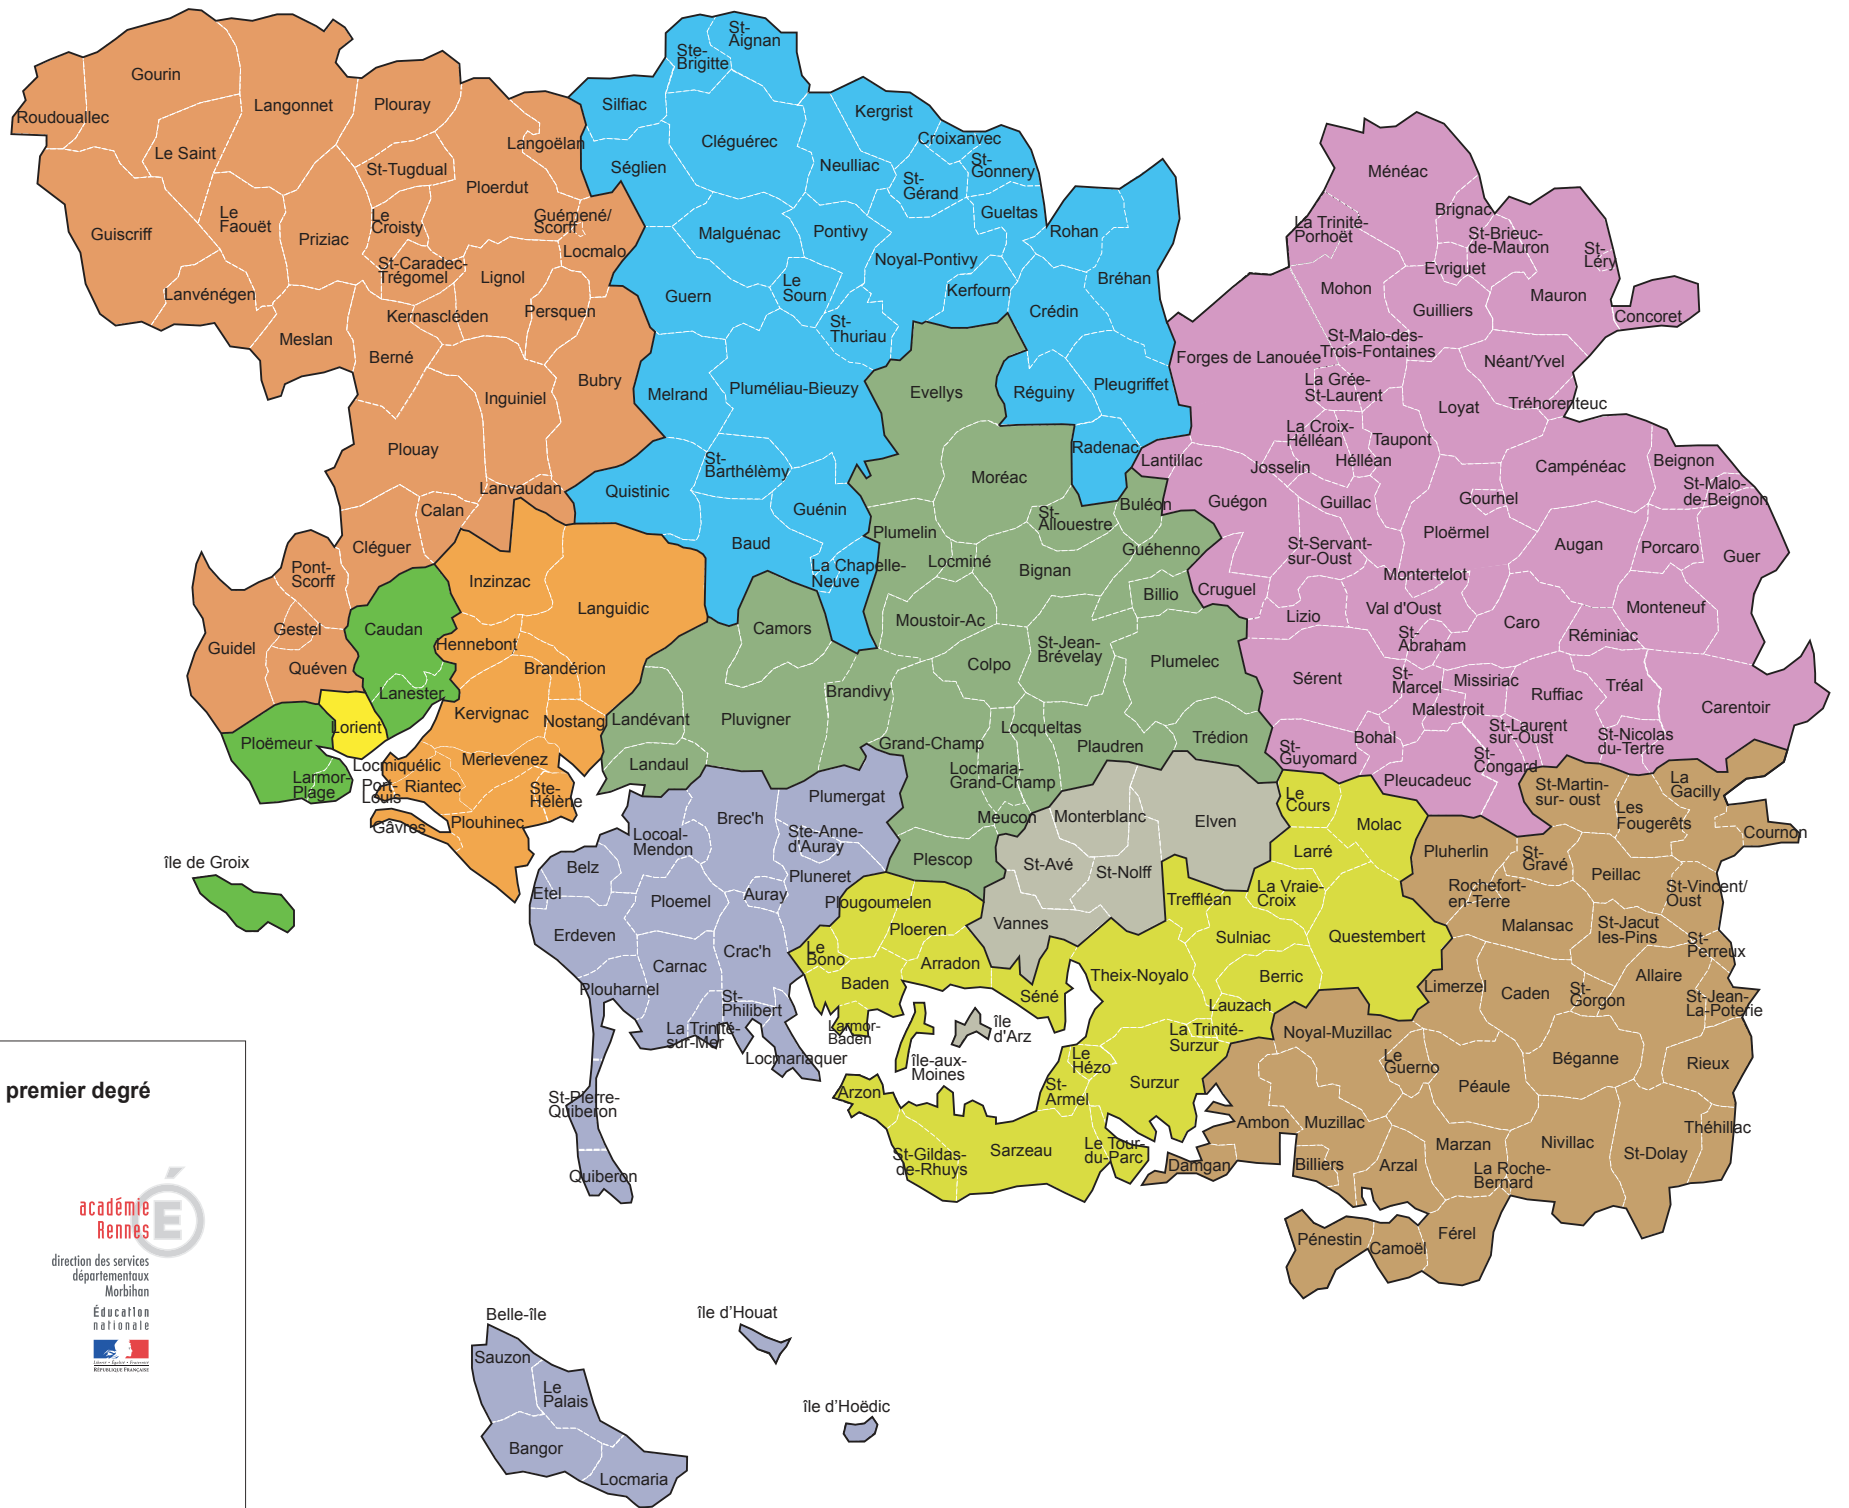 St-
Aignan
Ste-
Brigitte
Gourin
Langonnet
Plouray
Roudouallec
Silfiac
Kergrist
Croixanvec
Langoëlan
Cléguérec
Le Saint
St-Tugdual
Séglien
Neulliac
St-
Gonnery
St-
Gérand
Ploerdut
Ménéac
Le
Faouët
Le
Croisty
Guémené/
Scorff
Gueltas
Brignac
La Trinité-
Porhoët
Guiscriff
Priziac
Malguénac
Pontivy
Rohan
St-Brieuc-
de-Mauron
St-
Léry
Locmalo
St-Caradec-
Trégomel
Lignol
Noyal-Pontivy
Evriguet
Bréhan
Lanvénégen
Guern
Le
Sourn
Kerfourn
Mohon
Mauron
Kernascléden
Persquen
Crédin
Guilliers
Concoret
Meslan
St-
Thuriau
Berné
St-Malo-des-
Trois-Fontaines
Forges de Lanouée
Néant/Yvel
Bubry
Melrand
Pluméliau-Bieuzy
Evellys
Réguiny
Pleugriffet
La Grée-
St-Laurent
Inguiniel
Loyat
Tréhorenteuc
La Croix-
Hélléan
Taupont
Plouay
Radenac
Lantillac
Josselin
Hélléan
Campénéac
Beignon
St-
Barthélèmy
Moréac
Quistinic
Lanvaudan
St-Malo-
de-Beignon
Guégon
Guillac
Gourhel
Calan
Guénin
Buléon
St-
Allouestre
Plumelin
Ploërmel
Baud
Cléguer
Guéhenno
St-Servant-
sur-Oust
Augan
Porcaro
Guer
Pont-
Scorff
Inzinzac
La Chapelle-
Neuve
Locminé
Bignan
Montertelot
Cruguel
Billio
Languidic
Lizio
Val d'Oust
Monteneuf
Gestel
Caudan
Camors
Moustoir-Ac
Caro
Réminiac
Guidel
Hennebont
St-Jean-
Brévelay
St-
Abraham
Quéven
Brandérion
Colpo
Plumelec
Sérent
St-
Marcel
Missiriac
Ruffiac
Tréal
Lanester
Brandivy
Kervignac
Nostang
Landévant
Pluvigner
Locqueltas
Malestroit
Carentoir
Lorient
Ploëmeur
Grand-Champ
Plaudren
Trédion
Bohal
St-Laurent
sur-Oust
St-Nicolas
du-Tertre
St-
Guyomard
St-
Congard
Locmiquélic
Merlevenez
Landaul
Locmaria-
Grand-Champ
Pleucadeuc
Larmor-
Plage
Port-
Louis
Riantec
Ste-
Hélène
Plumergat
St-Martin-
sur- oust
La
Gacilly
Le
Cours
Les
Fougerêts
Gâvres
Plouhinec
Brec'h
Meucon
Monterblanc
Elven
Molac
Cournon
Locoal-
Mendon
Ste-Anne-
d'Auray
île de Groix
Belz
Plescop
St-Avé
St-Nolff
Larré
Pluherlin
St-
Gravé
Peillac
Pluneret
Etel
Ploemel
Auray
Plougoumelen
Treffléan
La Vraie-
Croix
Rochefort-
en-Terre
St-Vincent/
Oust
Erdeven
Ploeren
Vannes
Sulniac
Questembert
Malansac
St-Jacut
les-Pins
St-
Perreux
Crac'h
Le
Bono
Carnac
Arradon
Theix-Noyalo
Berric
Allaire
Plouharnel
Baden
Séné
Limerzel
Caden
St-
Gorgon
St-
Philibert
Lauzach
St-Jean-
La-Poterie
La Trinité-
sur-Mer
Larmor-
Baden
île
d'Arz
La Trinité-
Surzur
Noyal-Muzillac
Locmariaquer
île-aux-
Moines
Le
Hézo
Le
Guerno
Béganne
Rieux
premier degré
Arzon
St-
Armel
Surzur
Péaule
St-Pierre-
Quiberon
Ambon
Muzillac
Théhillac
St-Gildas-
de-Rhuys
Sarzeau
Le Tour-
du-Parc
Marzan
Nivillac
St-Dolay
Quiberon
Damgan
Billiers
Arzal
La Roche-
Bernard
académie
Rennes
É
Pénestin
Camoël
Férel
direction des services
départementaux
Morbihan
Éducation
nationale
Liberté • Égalité • Fraternité
RÉPUBLIQUE FRANÇAISE
Belle-île
île d'Houat
Sauzon
Le
Palais
île d'Hoëdic
Bangor
Locmaria